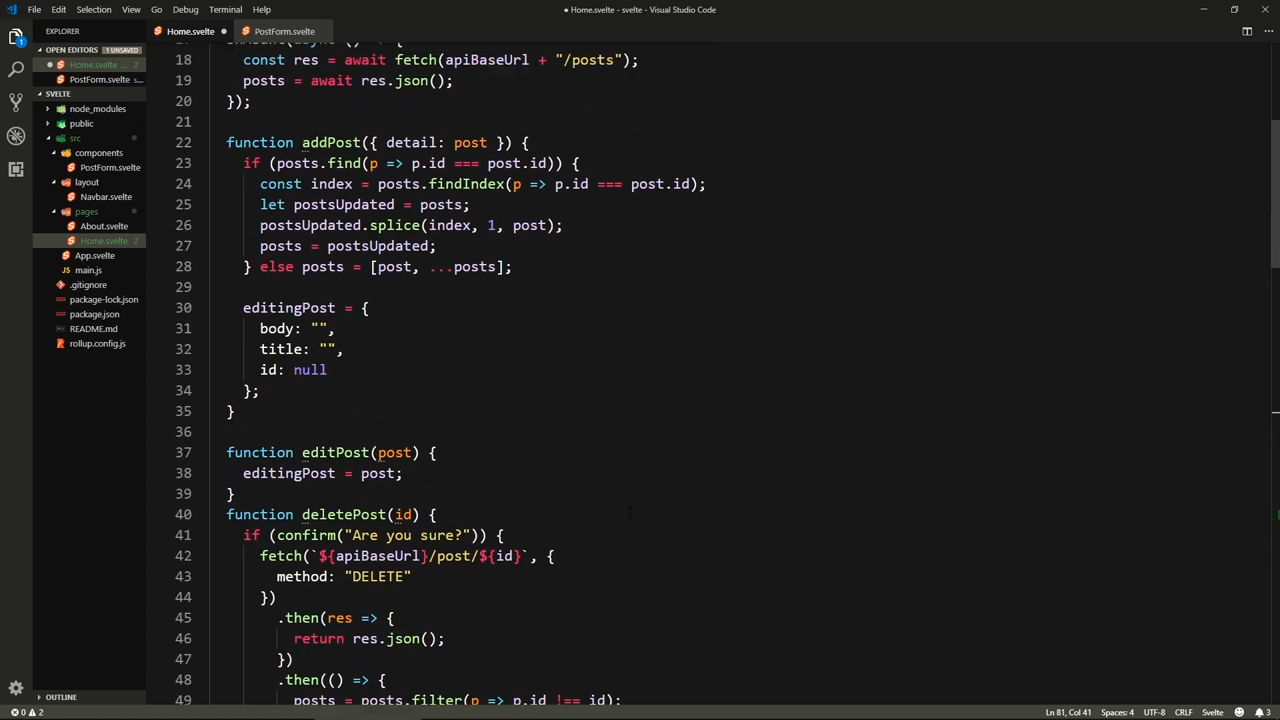 File Edit Selection View Go Debug Terminal Help
● Home.svelte - svelte - Visual Studio Code
EXPLORER
OPEN EDITORS 1 UNSAVED
Home.svelte ...
PostForm.svelte s...
SVELTE
node_modules
public
src
components
PostForm.svelte
layout
Navbar.svelte
pages
About.svelte
Home.svelte 2
App.svelte
main.js
.gitignore
package-lock.json
package.json
README.md
rollup.config.js
OUTLINE
1
Home.svelte ●
PostForm.svelte
18 const res = await fetch(apiBaseUrl + "/posts");
19 posts = await res.json();
20 });
21
22 function addPost({ detail: post }) {
23 if (posts.find(p => p.id === post.id)) {
24 const index = posts.findIndex(p => p.id === post.id);
25 let postsUpdated = posts;
26 postsUpdated.splice(index, 1, post);
27 posts = postsUpdated;
28 } else posts = [post, ...posts];
29
30 editingPost = {
31 body: "",
32 title: "",
33 id: null
34 };
35 }
36
37 function editPost(post) {
38 editingPost = post;
39 }
40 function deletePost(id) {
41 if (confirm("Are you sure?")) {
42 fetch(`${apiBaseUrl}/post/${id}`, {
43 method: "DELETE"
44 })
45 .then(res => {
46 return res.json();
47 })
48 .then(() => {
49 posts = posts.filter(p => p.id !== id);
0 2
Ln 81, Col 41 Spaces: 4 UTF-8 CRLF Svelte 3